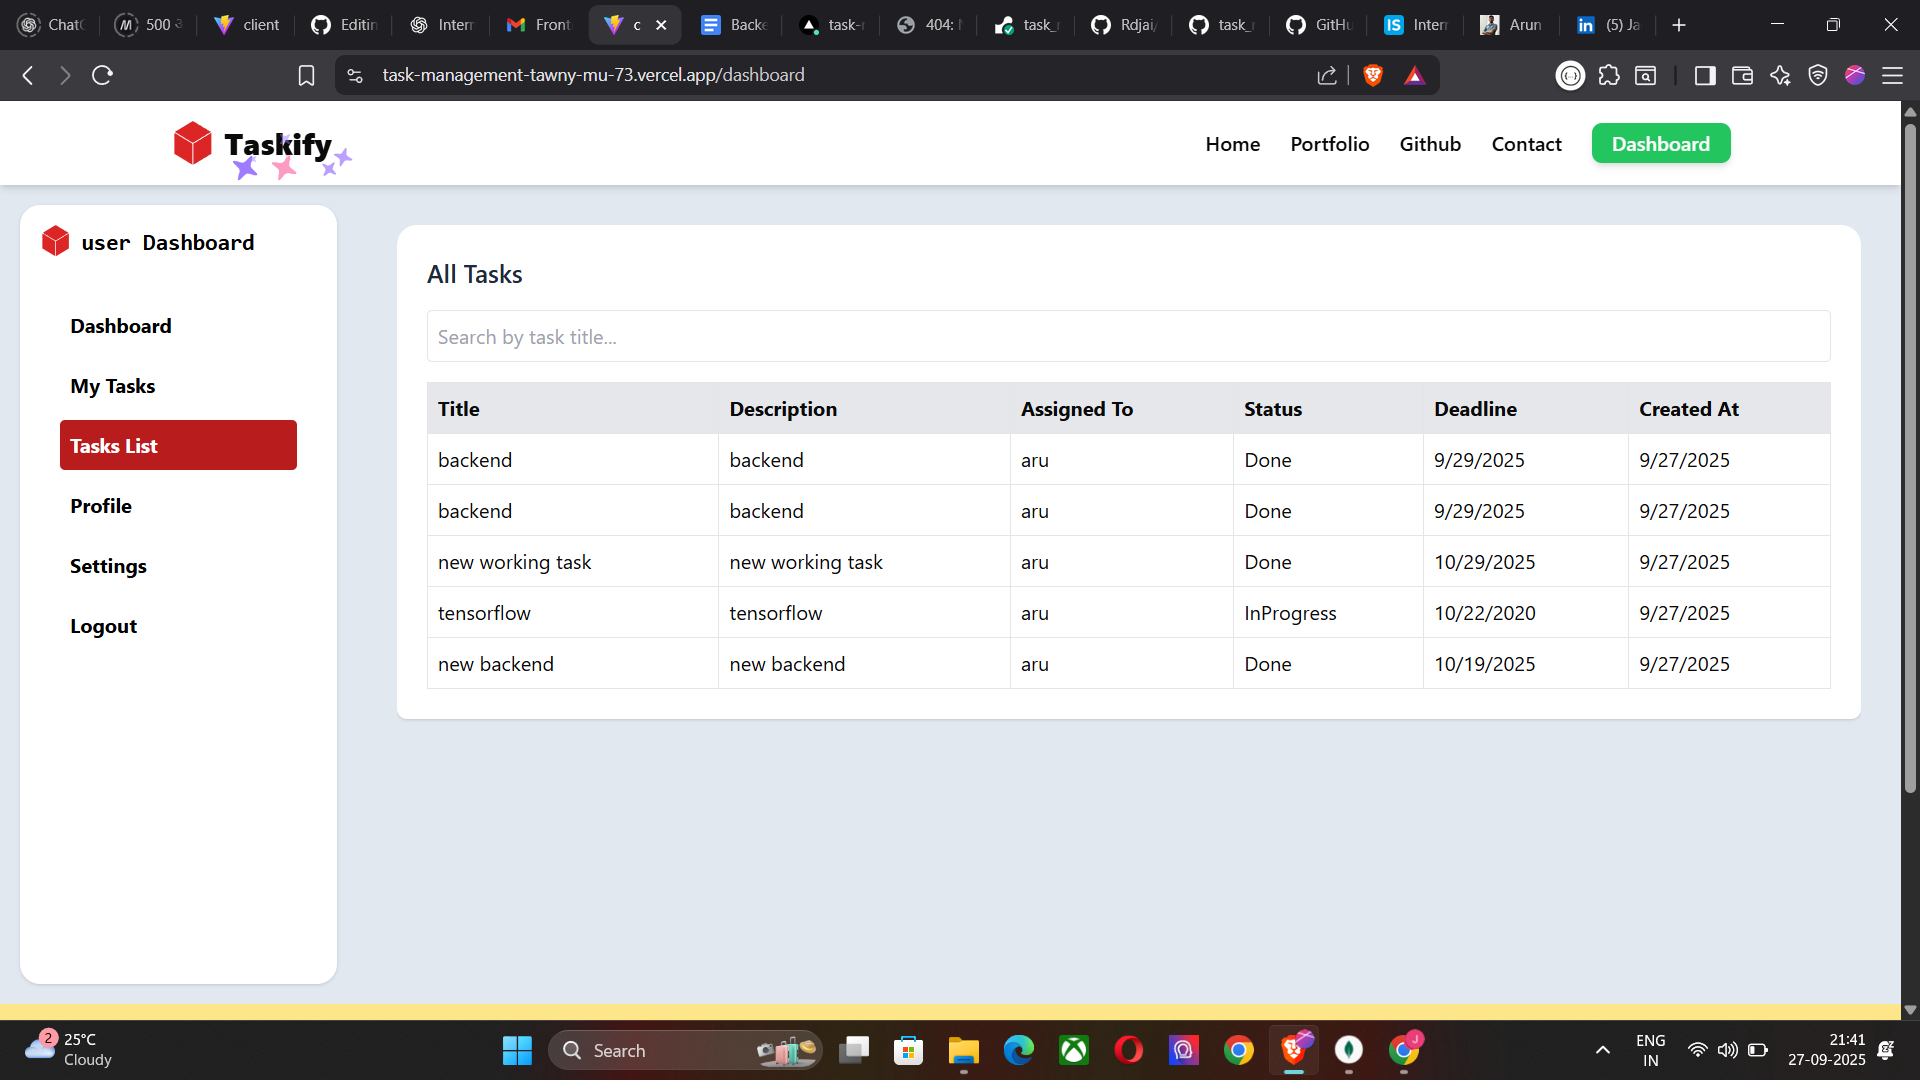 ChatG
500
client
Editin
Intern
Front
c
Backe
task-r
404:
task_
Rdjai/
task_r
GitHu
Intern
Arun
(5) Ja
task-management-tawny-mu-73.vercel.app/dashboard
Taskify
Home Portfolio Github Contact Dashboard
user Dashboard
Dashboard
My Tasks
Tasks List
Profile
Settings
Logout
All Tasks
Search by task title...
Title Description Assigned To Status Deadline Created At
backend backend aru Done 9/29/2025 9/27/2025
backend backend aru Done 9/29/2025 9/27/2025
new working task new working task aru Done 10/29/2025 9/27/2025
tensorflow tensorflow aru InProgress 10/22/2020 9/27/2025
new backend new backend aru Done 10/19/2025 9/27/2025
2
25°C
Cloudy
Search
J
ENG
IN
21:41
27-09-2025